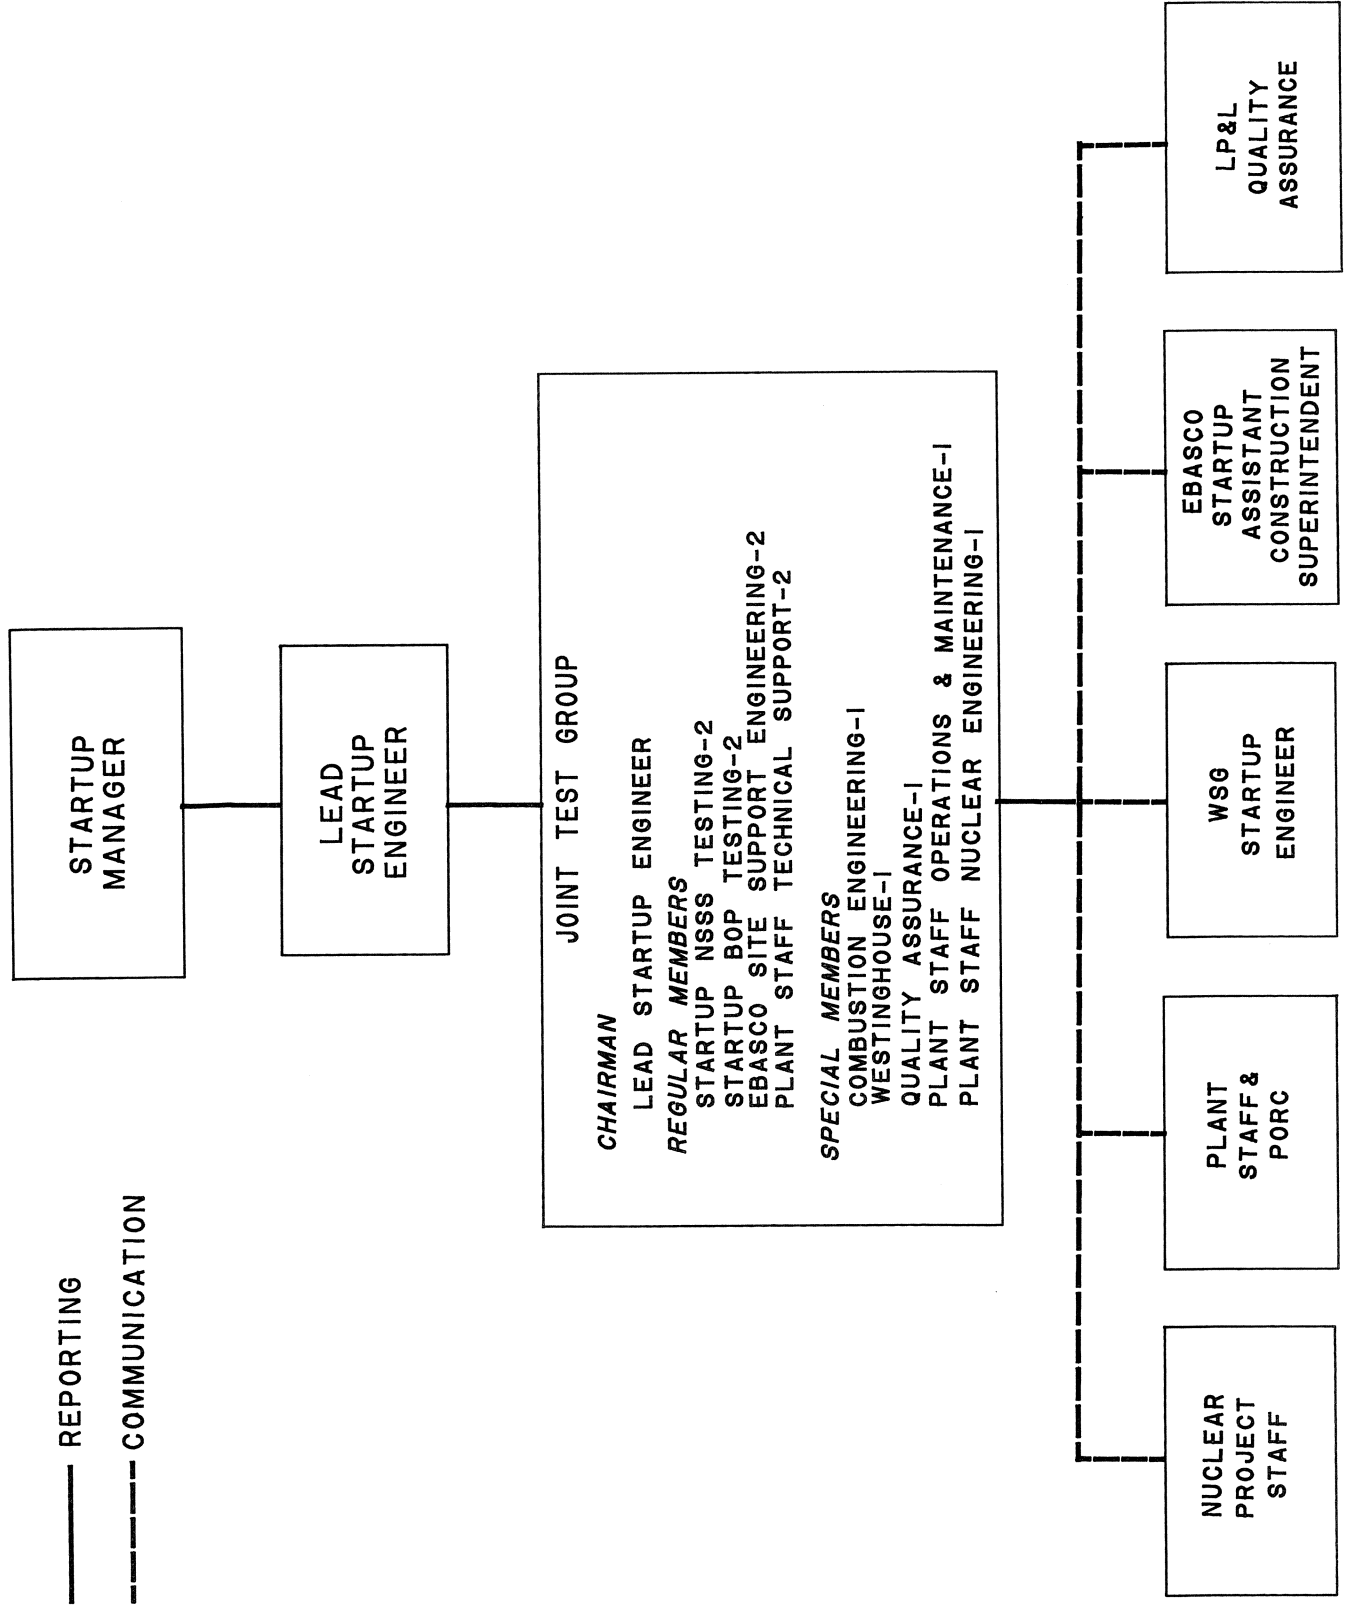 REPORTING
COMMUNICATION
STARTUP
MANAGER
LEAD
STARTUP
ENGINEER
JOINT TEST GROUP
CHAIRMAN
LEAD STARTUP ENGINEER
REGULAR MEMBERS
STARTUP NSSS TESTING-2
STARTUP BOP TESTING-2
EBASCO SITE SUPPORT ENGINEERING-2
PLANT STAFF TECHNICAL SUPPORT-2
SPECIAL MEMBERS
COMBUSTION ENGINEERING-1
WESTINGHOUSE-1
QUALITY ASSURANCE-1
PLANT STAFF OPERATIONS & MAINTENANCE-1
PLANT STAFF NUCLEAR ENGINEERING-1
NUCLEAR
PROJECT
STAFF
PLANT
STAFF &
PORC
WSG
STARTUP
ENGINEER
EBASCO
STARTUP
ASSISTANT
CONSTRUCTION
SUPERINTENDENT
LP&L
QUALITY
ASSURANCE